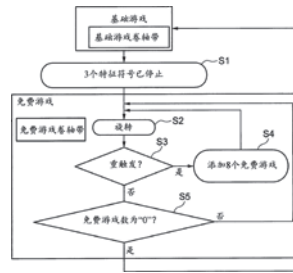 基础游戏
基础游戏卷轴带
S1
3个特征符号已停止
免费游戏
免费游戏卷轴带
S2
旋转
S3
重触发?
是
S4
添加8个免费游戏
否
S5
免费游戏数为“0”?
否
是